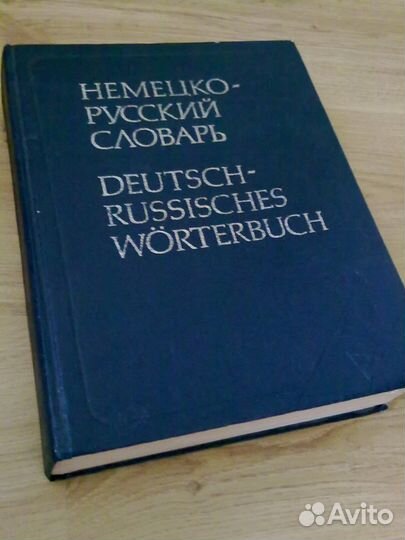 НЕМЕЦКО-
РУССКИЙ
СЛОВАРЬ
DEUTSCH-
RUSSISCHES
WÖRTERBUCH
Avito